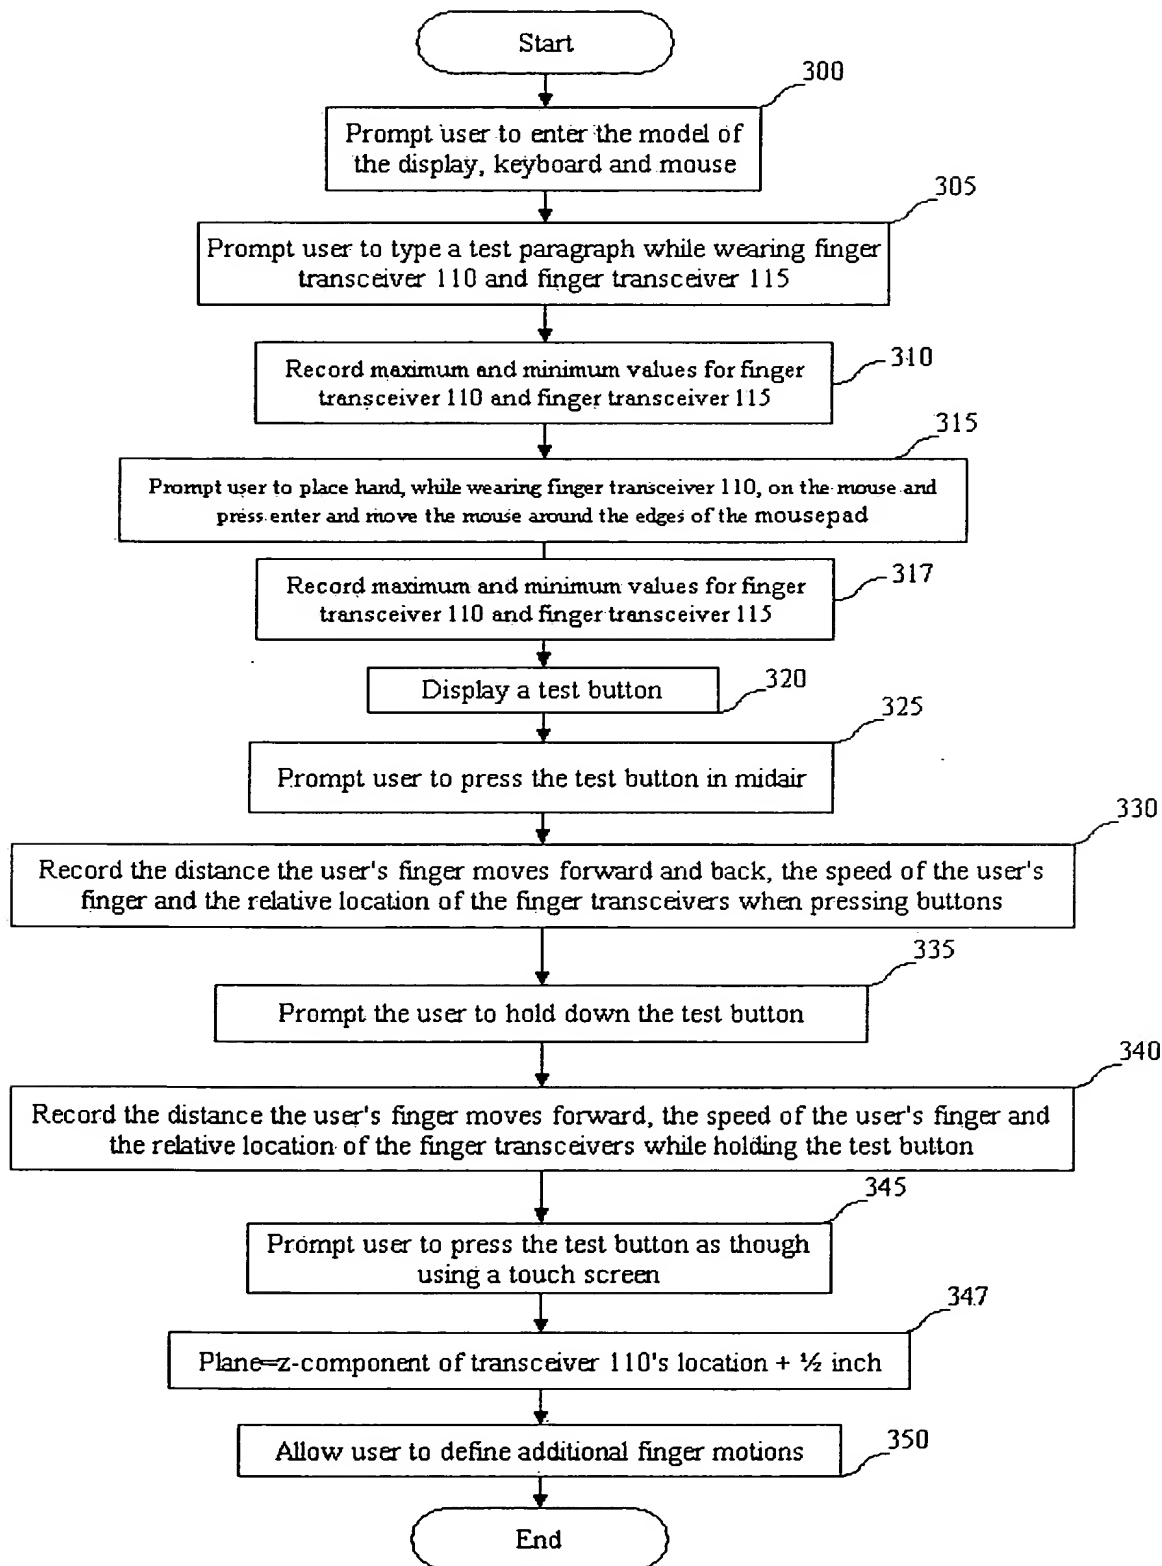 Start
300
Prompt user to enter the model of
the display, keyboard and mouse
305
Prompt user to type a test paragraph while wearing finger
transceiver 110 and finger transceiver 115
310
Record maximum and minimum values for finger
transceiver 110 and finger transceiver 115
315
Prompt user to place hand, while wearing finger transceiver 110, on the mouse and
press enter and move the mouse around the edges of the mousepad
317
Record maximum and minimum values for finger
transceiver 110 and finger transceiver 115
320
Display a test button
325
Prompt user to press the test button in midair
330
Record the distance the user's finger moves forward and back, the speed of the user's
finger and the relative location of the finger transceivers when pressing buttons
335
Prompt the user to hold down the test button
340
Record the distance the user's finger moves forward, the speed of the user's finger and
the relative location of the finger transceivers while holding the test button
345
Prompt user to press the test button as though
using a touch screen
347
Plane=z-component of transceiver 110's location + ½ inch
350
Allow user to define additional finger motions
End